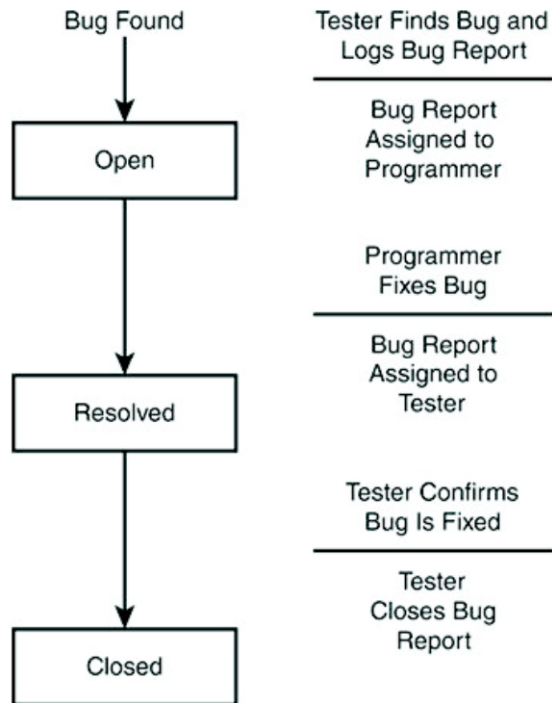 Bug Found
Open
Resolved
Closed
Tester Finds Bug and
Logs Bug Report
Bug Report
Assigned to
Programmer
Programmer
Fixes Bug
Bug Report
Assigned to
Tester
Tester Confirms
Bug Is Fixed
Tester
Closes Bug
Report